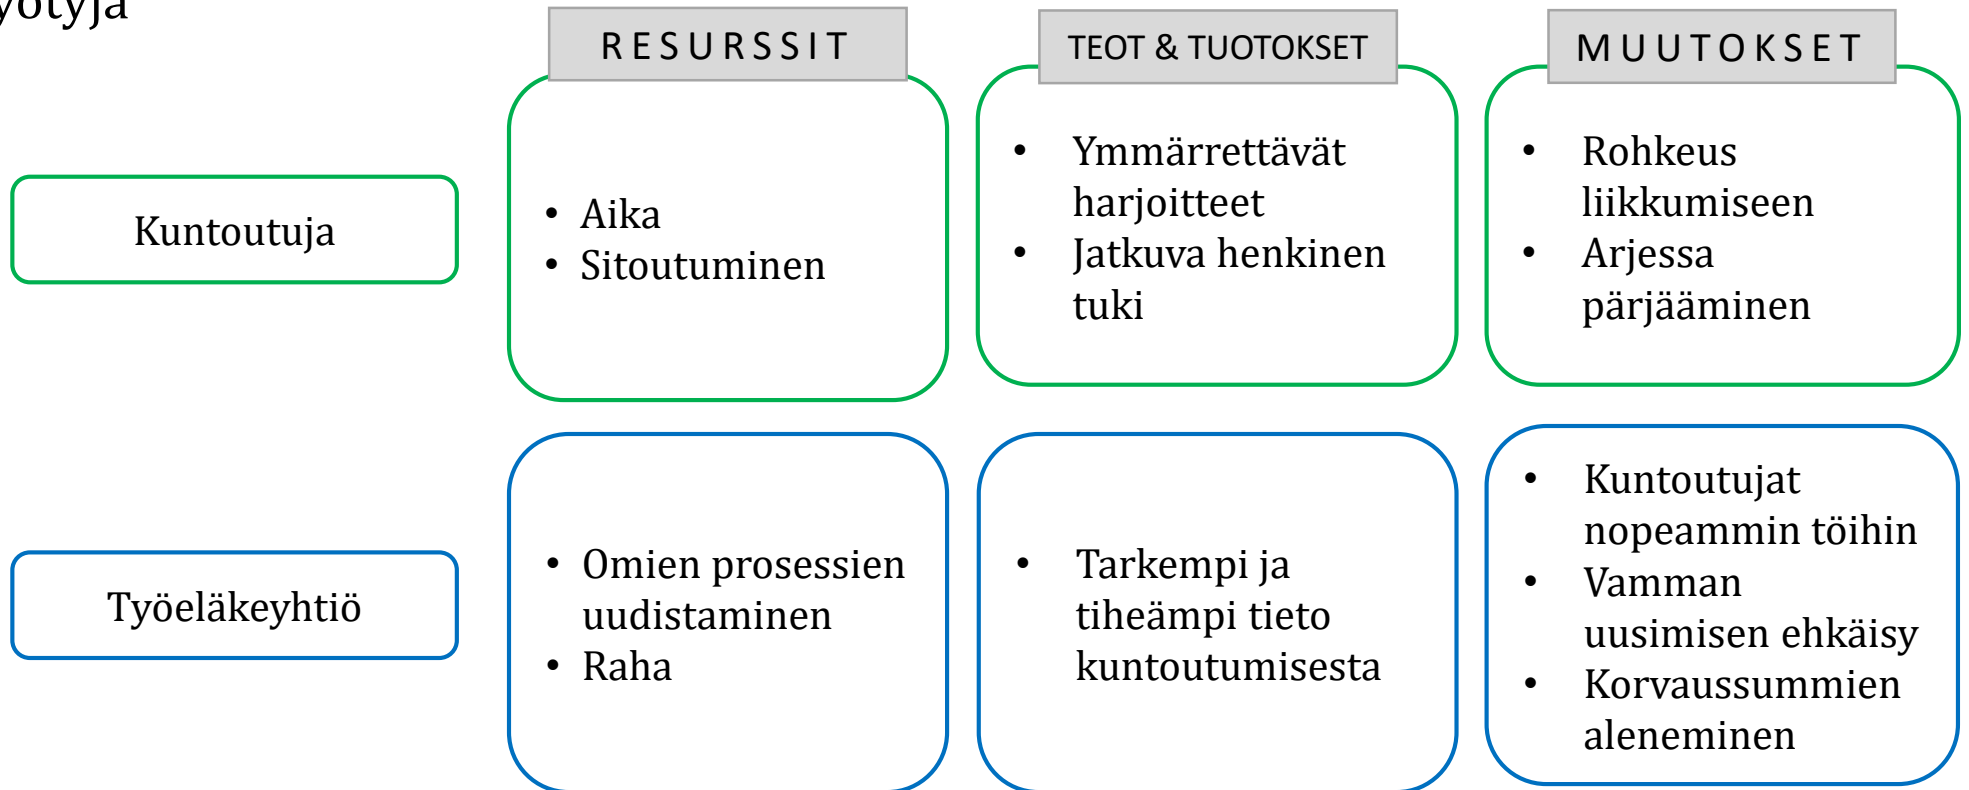 RESURSSIT
TEOT & TUOTOKSET
MUUTOKSET
Kuntoutuja
• Aika
• Sitoutuminen
• Ymmärrettävät
harjoitteet
• Jatkuva henkinen
tuki
• Rohkeus
liikkumiseen
• Arjessa
pärjääminen
Työeläkeyhtiö
• Omien prosessien
uudistaminen
• Raha
• Tarkempi ja
tiheämpi tieto
kuntoutumisesta
• Kuntoutujat
nopeammin töihin
• Vamman
uusimisen ehkäisy
• Korvaussummien
aleneminen